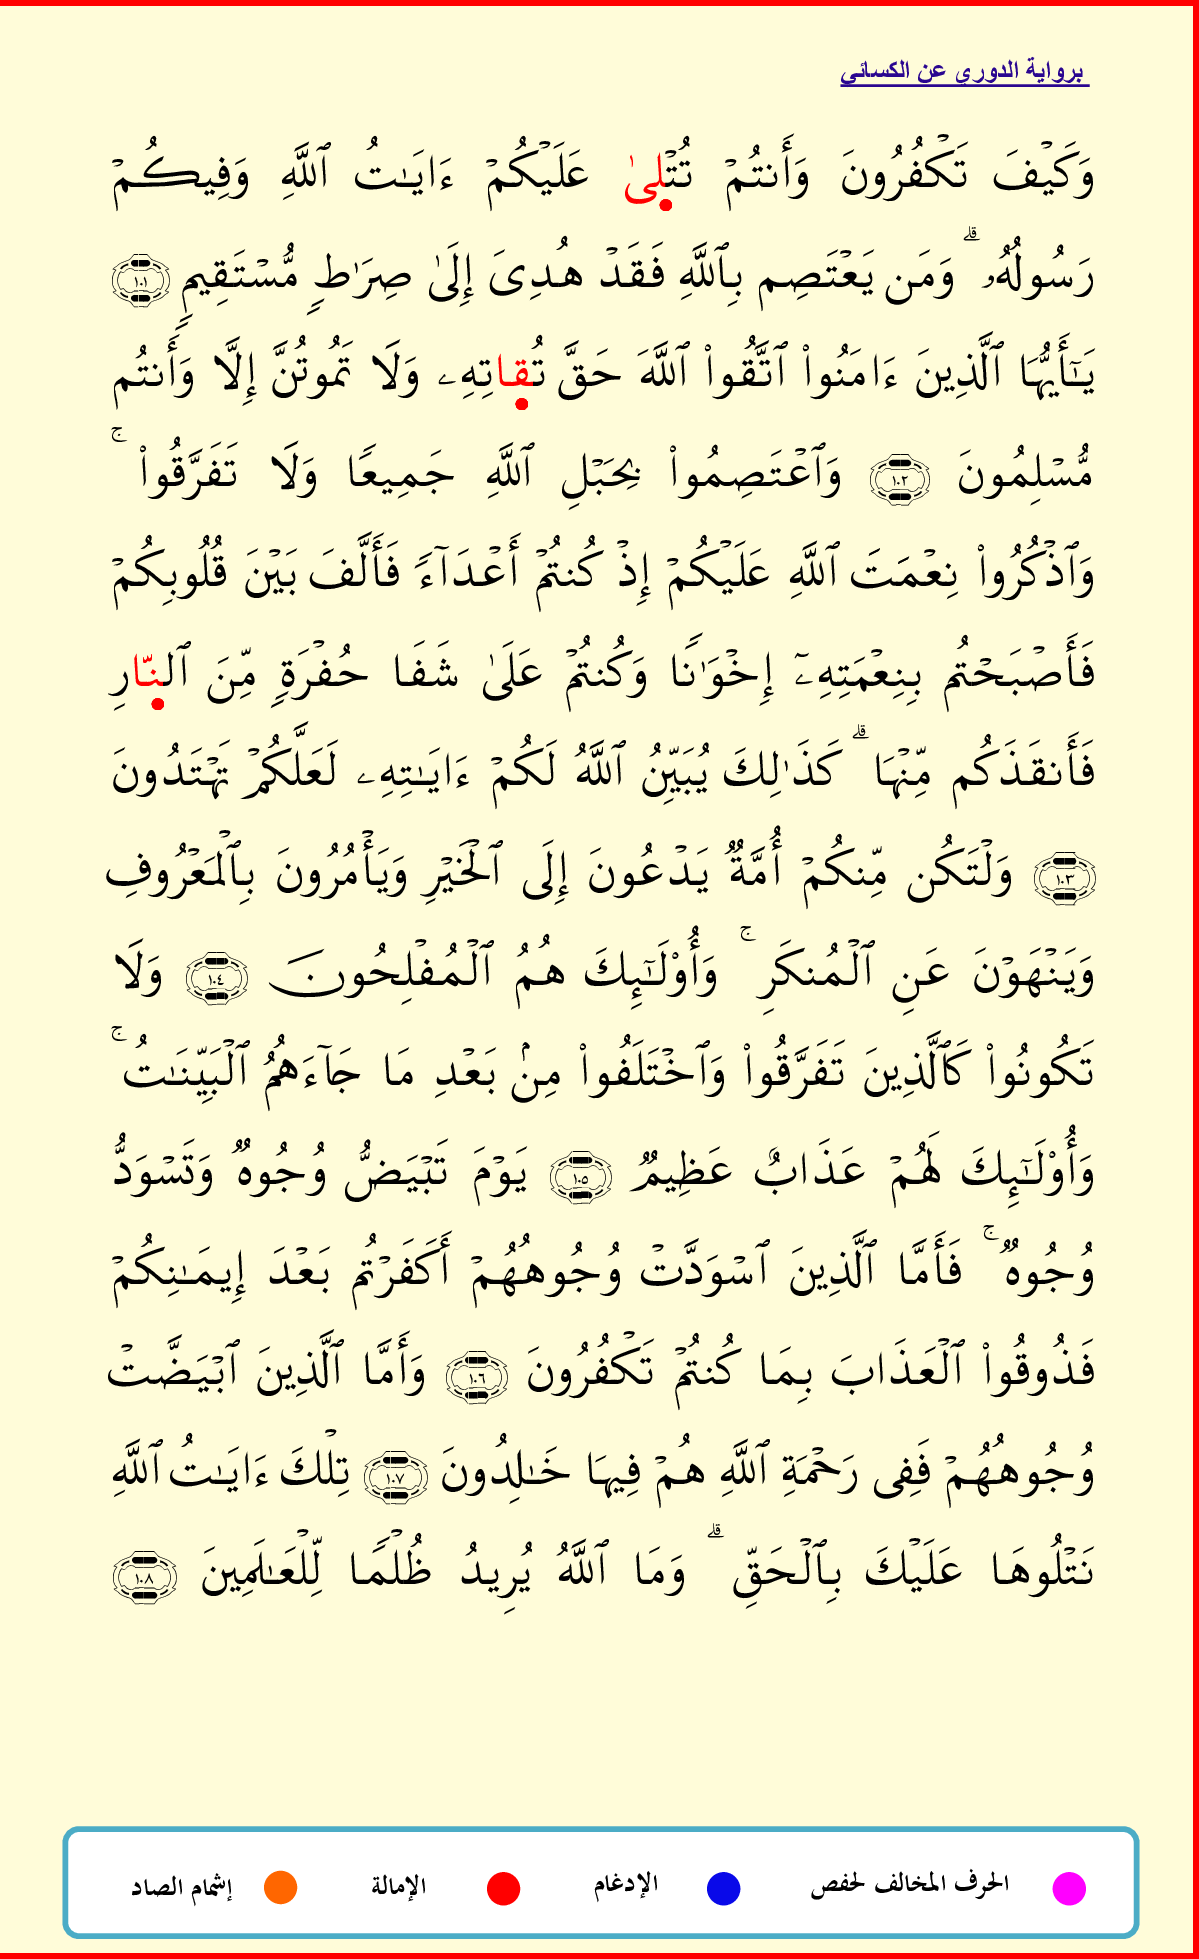 برواية الدوري عن الكسائي
وَكَيْفَ تَكْفُرُونَ وَأَنتُمْ تُتْلىٰ عَلَيْكُمْ ءَايَـٰتُ ٱللَّهِ وَفِيكُمْ
رَسُولُهُۥ ۗ وَمَن يَعْتَصِم بِٱللَّهِ فَقَدْ هُدِىَ إِلَىٰ صِرَٰطٍ مُّسْتَقِيمٍ ١٠١
يَـٰٓأَيُّهَا ٱلَّذِينَ ءَامَنُوا۟ ٱتَّقُوا۟ ٱللَّهَ حَقَّ تُقاتِهِۦ وَلَا تَمُوتُنَّ إِلَّا وَأَنتُم
مُّسْلِمُونَ ١٠٢ وَٱعْتَصِمُوا۟ بِحَبْلِ ٱللَّهِ جَمِيعًا وَلَا تَفَرَّقُوا۟ ۚ
وَٱذْكُرُوا۟ نِعْمَتَ ٱللَّهِ عَلَيْكُمْ إِذْ كُنتُمْ أَعْدَآءً فَأَلَّفَ بَيْنَ قُلُوبِكُمْ
فَأَصْبَحْتُم بِنِعْمَتِهِۦٓ إِخْوَٰنًا وَكُنتُمْ عَلَىٰ شَفَا حُفْرَةٍ مِّنَ ٱلنّارِ
فَأَنقَذَكُم مِّنْهَا ۗ كَذَٰلِكَ يُبَيِّنُ ٱللَّهُ لَكُمْ ءَايَـٰتِهِۦ لَعَلَّكُمْ تَهْتَدُونَ
١٠٣ وَلْتَكُن مِّنكُمْ أُمَّةٌ يَدْعُونَ إِلَى ٱلْخَيْرِ وَيَأْمُرُونَ بِٱلْمَعْرُوفِ
وَيَنْهَوْنَ عَنِ ٱلْمُنكَرِ ۚ وَأُو۟لَـٰٓئِكَ هُمُ ٱلْمُفْلِحُونَ ١٠٤ وَلَا
تَكُونُوا۟ كَٱلَّذِينَ تَفَرَّقُوا۟ وَٱخْتَلَفُوا۟ مِنۢ بَعْدِ مَا جَآءَهُمُ ٱلْبَيِّنَـٰتُ ۚ
وَأُو۟لَـٰٓئِكَ لَهُمْ عَذَابٌ عَظِيمٌ ١٠٥ يَوْمَ تَبْيَضُّ وُجُوهٌ وَتَسْوَدُّ
وُجُوهٌ ۚ فَأَمَّا ٱلَّذِينَ ٱسْوَدَّتْ وُجُوهُهُمْ أَكَفَرْتُم بَعْدَ إِيمَـٰنِكُمْ
فَذُوقُوا۟ ٱلْعَذَابَ بِمَا كُنتُمْ تَكْفُرُونَ ١٠٦ وَأَمَّا ٱلَّذِينَ ٱبْيَضَّتْ
وُجُوهُهُمْ فَفِى رَحْمَةِ ٱللَّهِ هُمْ فِيهَا خَـٰلِدُونَ ١٠٧ تِلْكَ ءَايَـٰتُ ٱللَّهِ
نَتْلُوهَا عَلَيْكَ بِٱلْحَقِّ ۗ وَمَا ٱللَّهُ يُرِيدُ ظُلْمًا لِّلْعَـٰلَمِينَ ١٠٨
الحرف المخالف لحفص الإدغام الإمالة إشمام الصاد